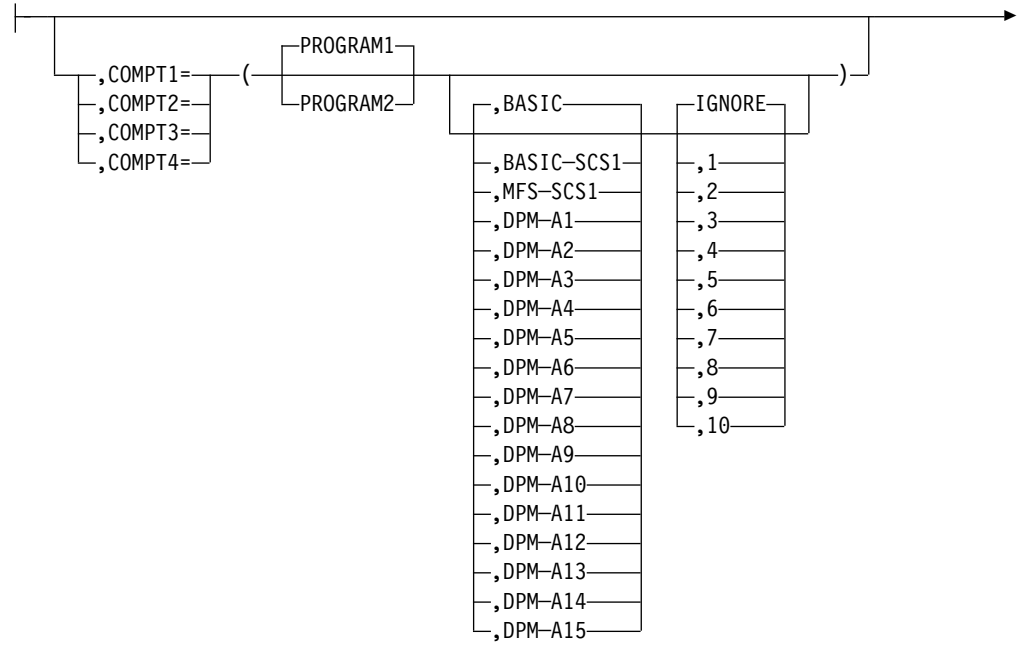 PROGRAM1
,COMPT1= ( PROGRAM2 )
,COMPT2= ,BASIC IGNORE
,COMPT3=
,COMPT4= ,BASIC-SCS1 ,1
,MFS-SCS1 ,2
,DPM-A1 ,3
,DPM-A2 ,4
,DPM-A3 ,5
,DPM-A4 ,6
,DPM-A5 ,7
,DPM-A6 ,8
,DPM-A7 ,9
,DPM-A8 ,10
,DPM-A9
,DPM-A10
,DPM-A11
,DPM-A12
,DPM-A13
,DPM-A14
,DPM-A15